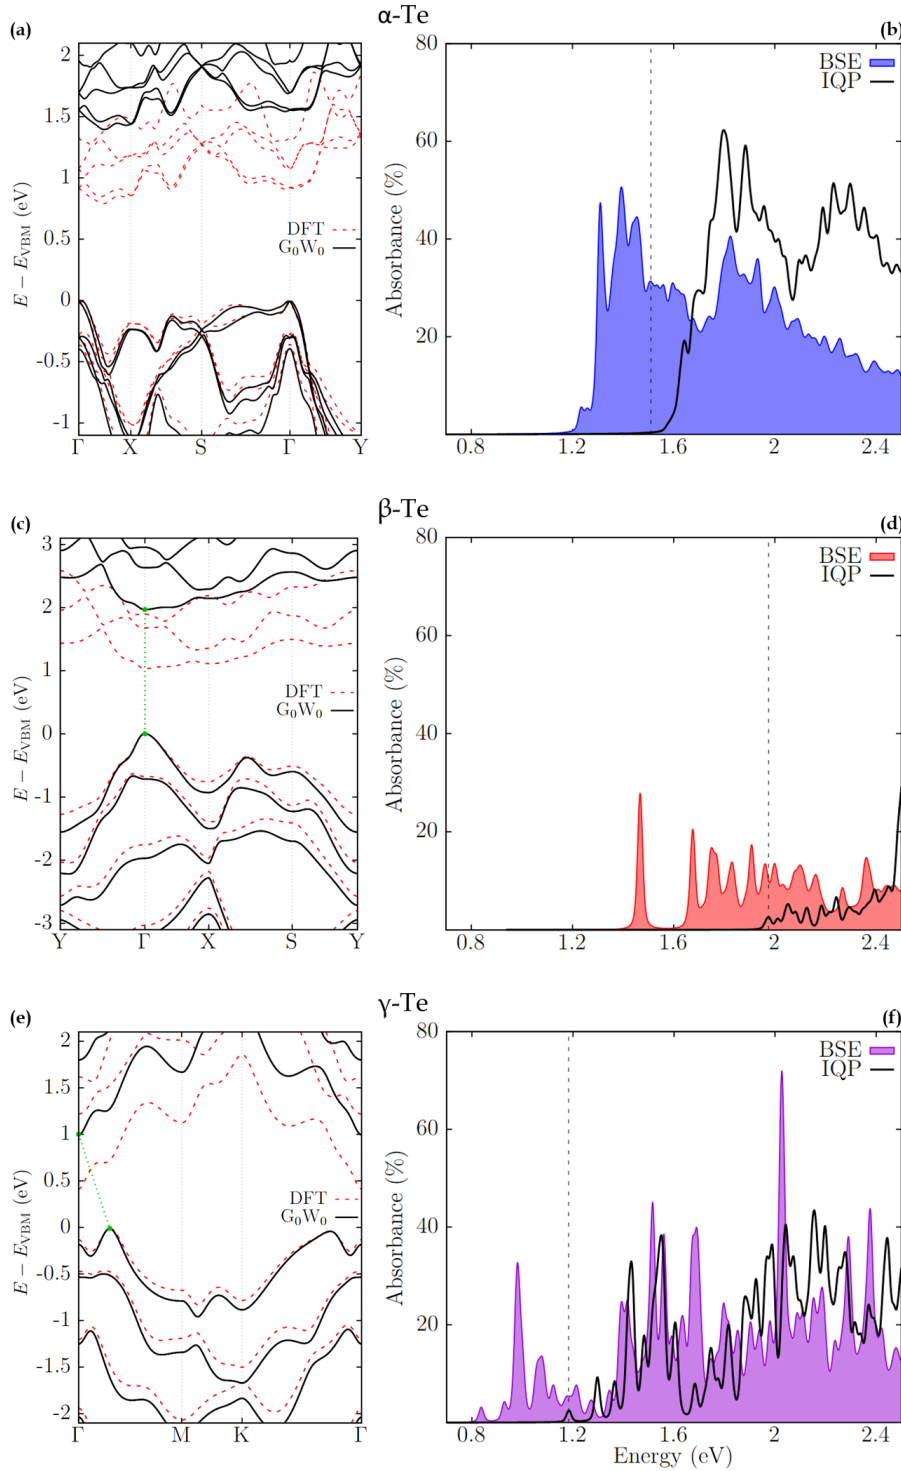 α-Te
(a)
2
1.5
1
0.5
0
-0.5
-1
E − E_VBM (eV)
DFT
G₀W₀
Γ X S Γ Y
(b)
80
60
40
20
Absorbance (%)
BSE
IQP
0.8 1.2 1.6 2 2.4
β-Te
(c)
3
2
1
0
-1
-2
-3
E − E_VBM (eV)
DFT
G₀W₀
Y Γ X S Y
(d)
80
60
40
20
Absorbance (%)
BSE
IQP
0.8 1.2 1.6 2 2.4
γ-Te
(e)
2
1.5
1
0.5
0
-0.5
-1
-1.5
-2
E − E_VBM (eV)
DFT
G₀W₀
Γ M K Γ
(f)
80
60
40
20
Absorbance (%)
BSE
IQP
0.8 1.2 1.6 2 2.4
Energy (eV)